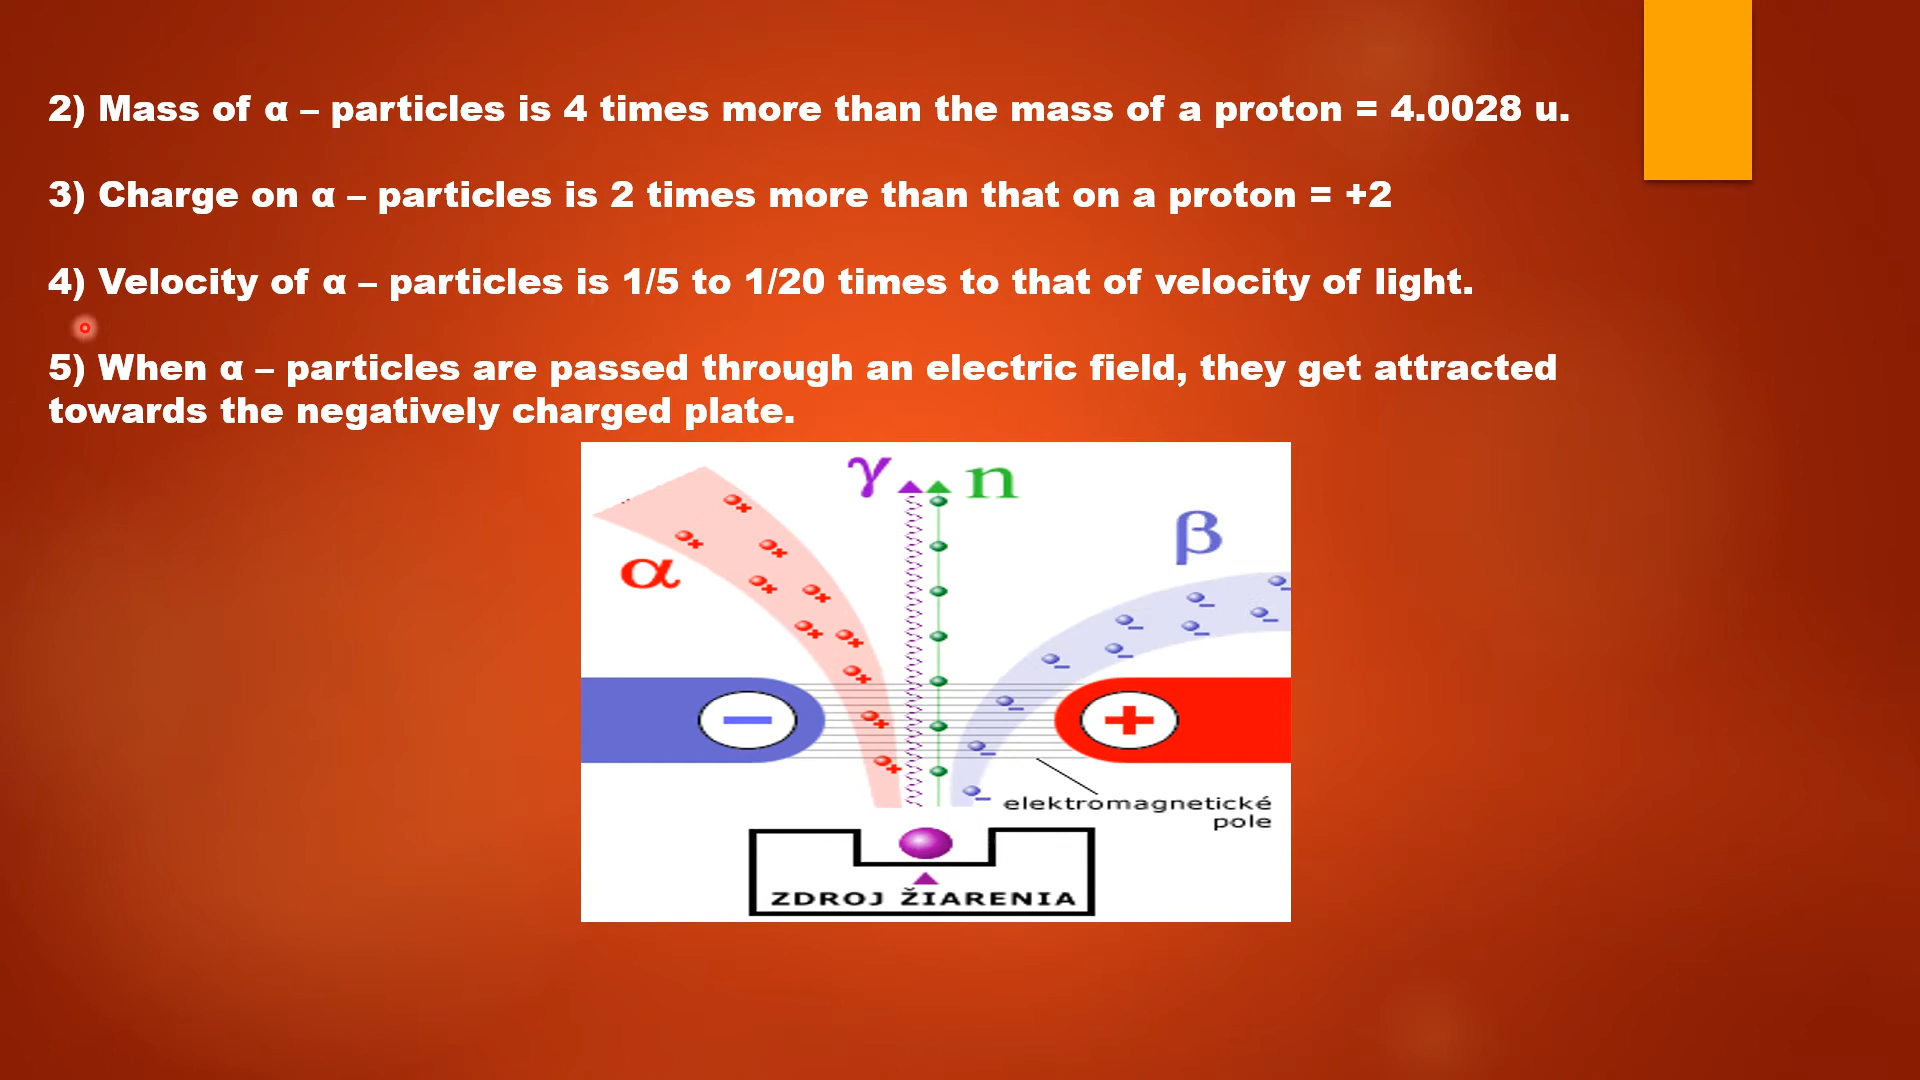 2) Mass of α – particles is 4 times more than the mass of a proton = 4.0028 u.
3) Charge on α – particles is 2 times more than that on a proton = +2
4) Velocity of α – particles is 1/5 to 1/20 times to that of velocity of light.
5) When α – particles are passed through an electric field, they get attracted
towards the negatively charged plate.
γ n
β
α
− +
elektromagnetické
pole
ZDROJ ŽIARENIA